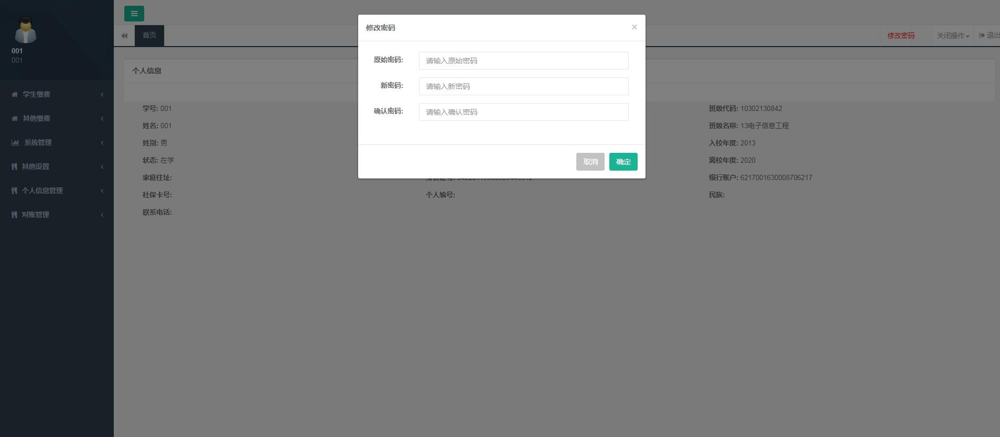 001
001
学生缴费
其他缴费
系统管理
其他设置
个人信息管理
对账管理
首页
修改密码
关闭操作
退出
个人信息
学号: 001
班级代码: 10302130842
姓名: 001
班级名称: 13电子信息工程
姓别: 男
入校年度: 2013
状态: 在学
离校年度: 2020
家庭住址:
银行账户: 6217001630008706217
社保卡号:
个人编号:
民族:
联系电话:
修改密码
×
原始密码: 请输入原始密码
新密码: 请输入新密码
确认密码: 请输入确认密码
取消
确定